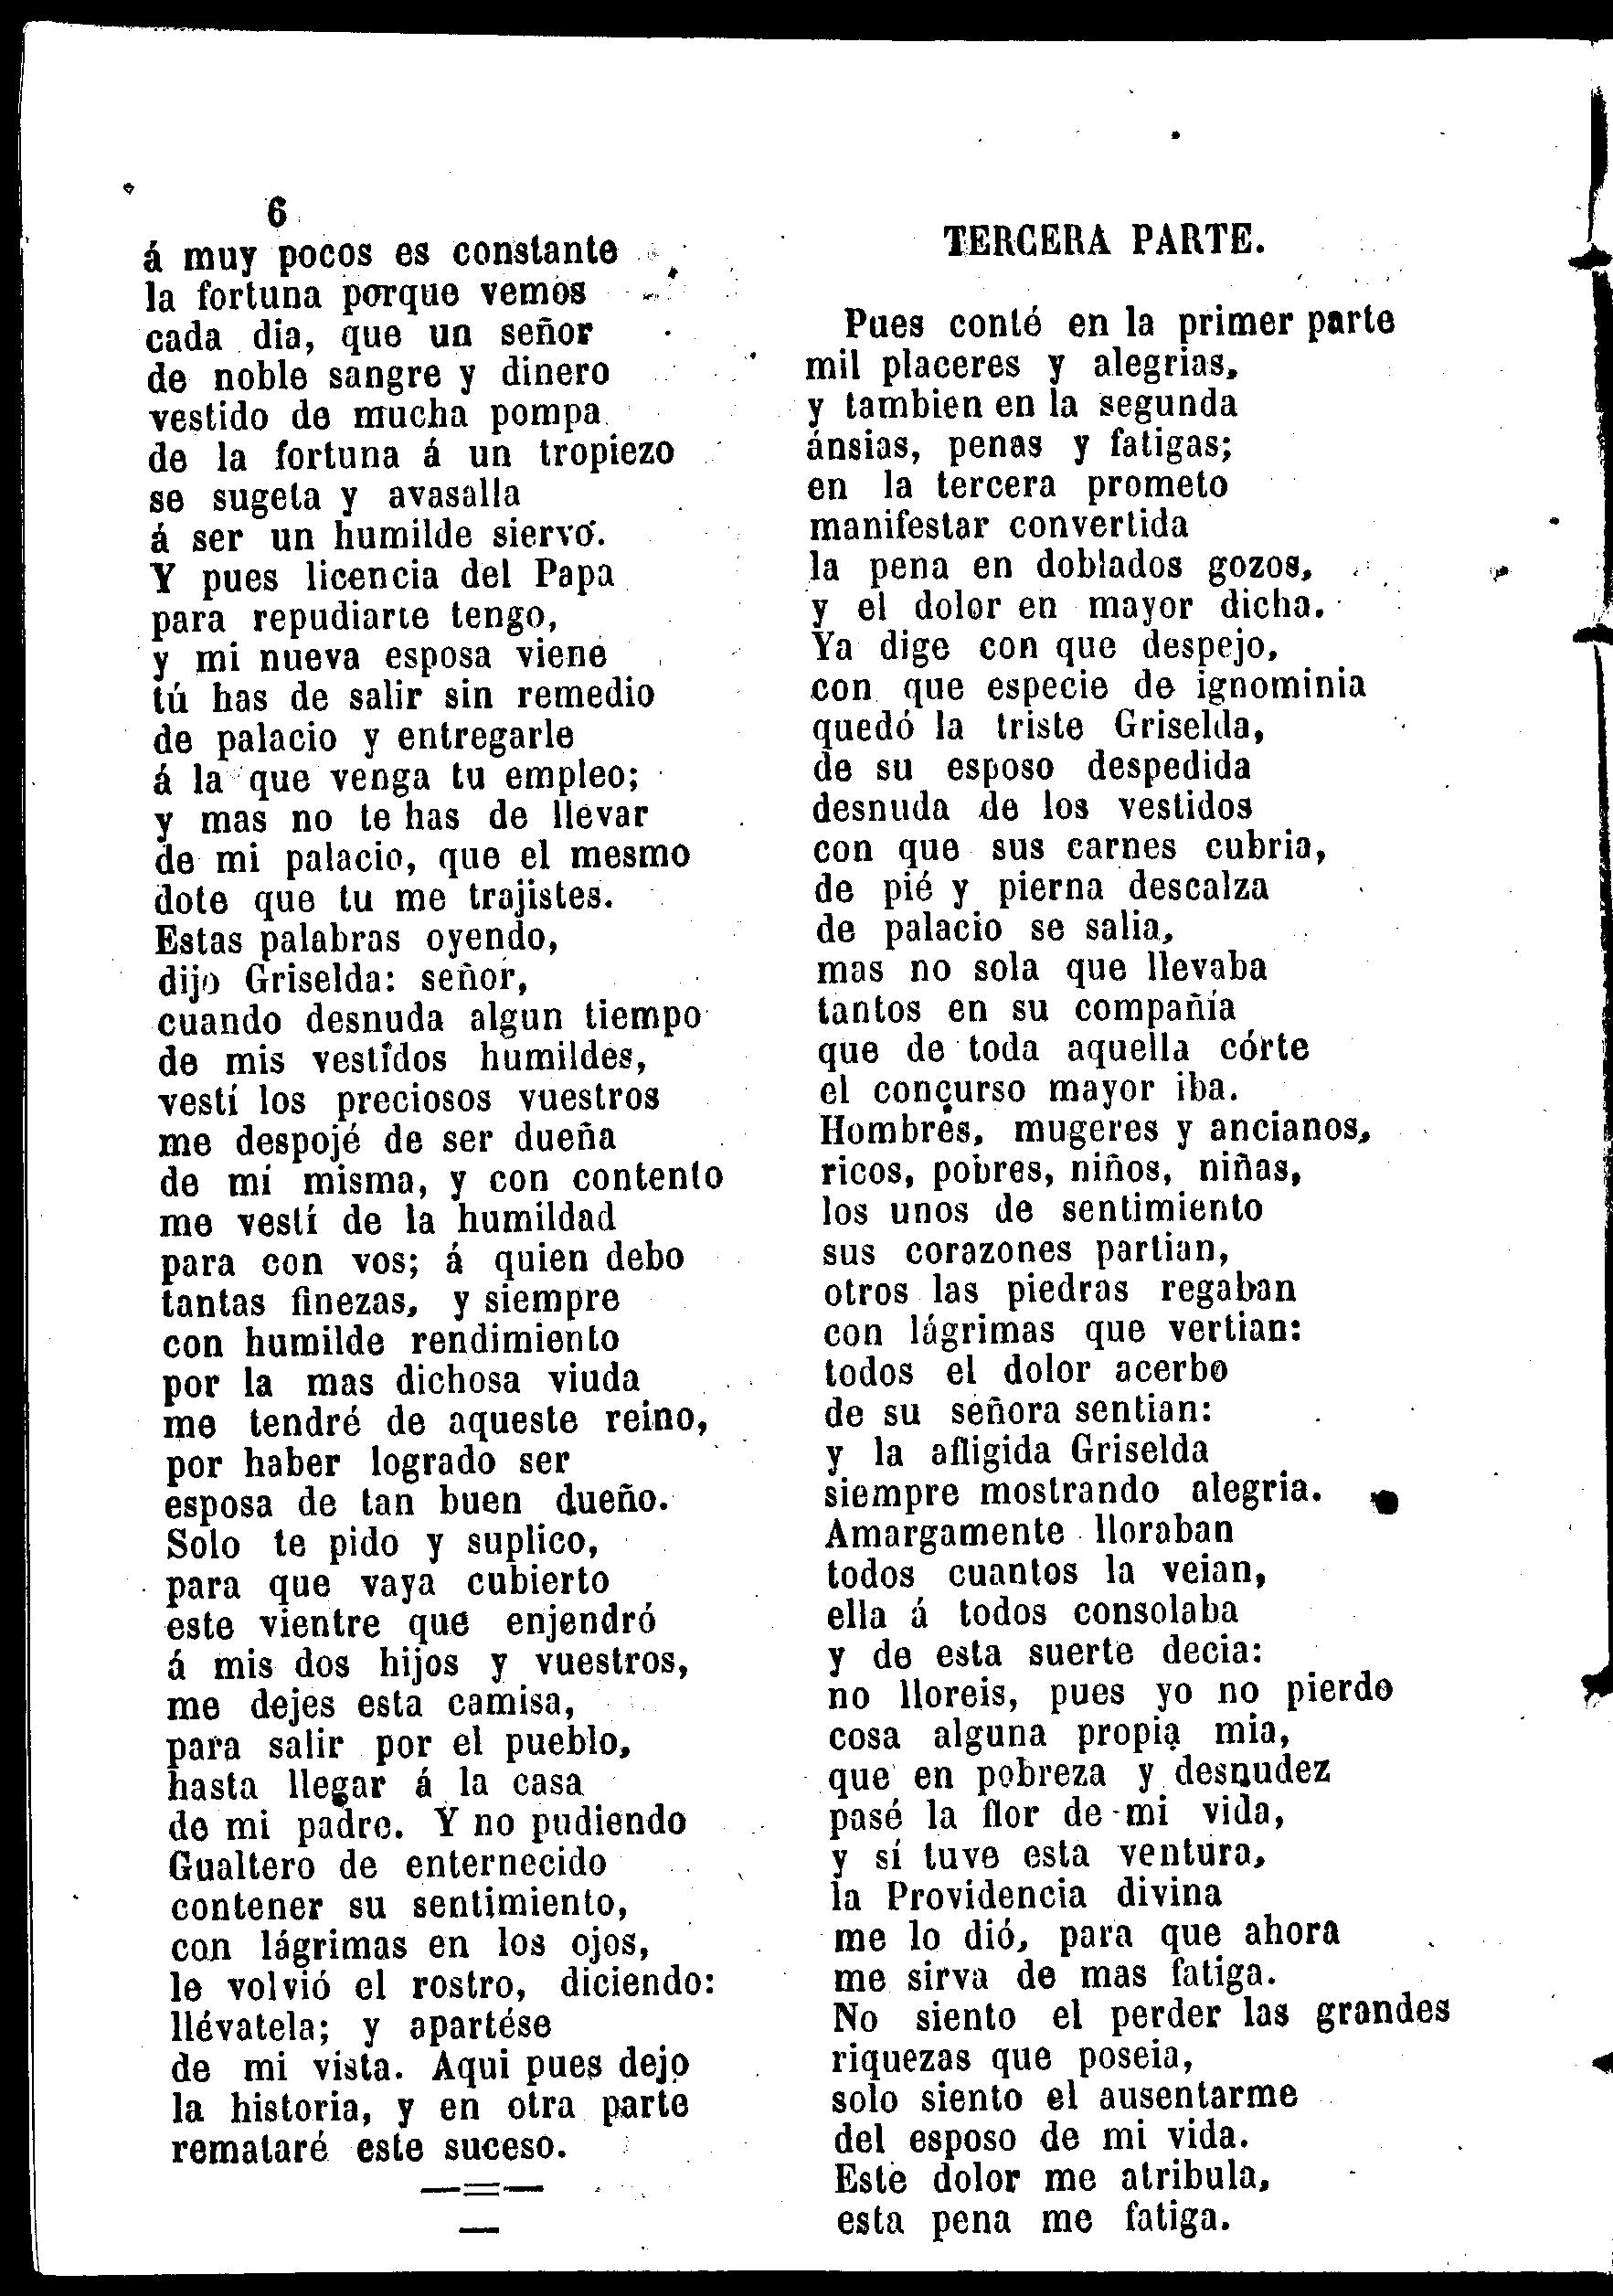 6
á muy pocos es constante
la fortuna porque vemos
cada dia, que un señor
de noble sangre y dinero
vestido de mucha pompa
de la fortuna á un tropiezo
se sugeta y avasalla
á ser un humilde siervo.
Y pues licencia del Papa
para repudiarte tengo,
y mi nueva esposa viene
tú has de salir sin remedio
de palacio y entregarle
á la que venga tu empleo;
y mas no te has de llevar
de mi palacio, que el mesmo
dote que tu me trajistes.
Estas palabras oyendo,
dijo Griselda: señor,
cuando desnuda algun tiempo
de mis vestidos humildes,
vestí los preciosos vuestros
me despojé de ser dueña
de mí misma, y con contento
me vestí de la humildad
para con vos; á quien debo
tantas finezas, y siempre
con humilde rendimiento
por la mas dichosa viuda
me tendré de aqueste reino,
por haber logrado ser
esposa de tan buen dueño.
Solo te pido y suplico,
para que vaya cubierto
este vientre que enjendró
á mis dos hijos y vuestros,
me dejes esta camisa,
para salir por el pueblo,
hasta llegar á la casa
de mi padre. Y no pudiendo
Gualtero de enternecido
contener su sentimiento,
con lágrimas en los ojos,
le volvió el rostro, diciendo:
llévatela; y apartése
de mi vista. Aqui pues dejo
la historia, y en otra parte
remataré este suceso.
TERCERA PARTE.
Pues conté en la primer parte
mil placeres y alegrias,
y tambien en la segunda
ánsias, penas y fatigas;
en la tercera prometo
manifestar convertida
la pena en doblados gozos,
y el dolor en mayor dicha.
Ya dige con que despejo,
con que especie de ignominia
quedó la triste Griselda,
de su esposo despedida
desnuda de los vestidos
con que sus carnes cubria,
de pié y pierna descalza
de palacio se salia,
mas no sola que llevaba
tantos en su compañía
que de toda aquella córte
el concurso mayor iba.
Hombres, mugeres y ancianos,
ricos, pobres, niños, niñas,
los unos de sentimiento
sus corazones partian,
otros las piedras regaban
con lágrimas que vertian:
todos el dolor acerbo
de su señora sentian:
y la afligida Griselda
siempre mostrando alegria.
Amargamente lloraban
todos cuantos la veian,
ella á todos consolaba
y de esta suerte decia:
no lloreis, pues yo no pierdo
cosa alguna propia mia,
que en pobreza y desnudez
pasé la flor de mi vida,
y sí tuve esta ventura,
la Providencia divina
me lo dió, para que ahora
me sirva de mas fatiga.
No siento el perder las grandes
riquezas que poseia,
solo siento el ausentarme
del esposo de mi vida.
Este dolor me atribula,
esta pena me fatiga.